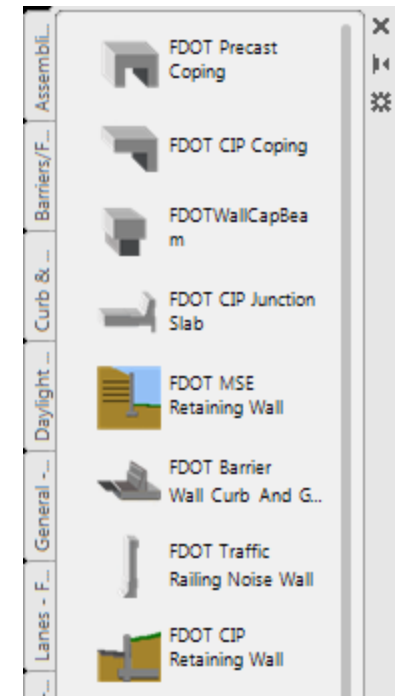 Assembli...
Barriers/F...
Curb & ...
Daylight ...
General -...
Lanes - F...
FDOT Precast
Coping
FDOT CIP Coping
FDOTWallCapBea
m
FDOT CIP Junction
Slab
FDOT MSE
Retaining Wall
FDOT Barrier
Wall Curb And G...
FDOT Traffic
Railing Noise Wall
FDOT CIP
Retaining Wall